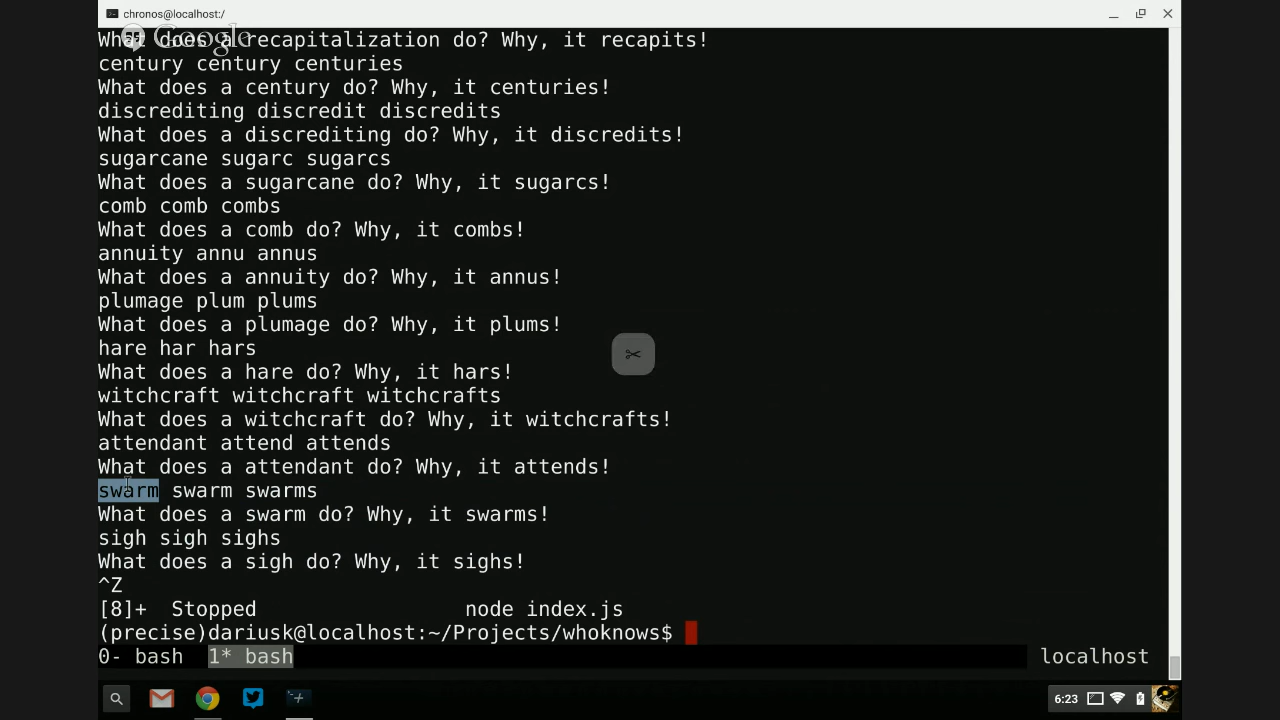 chronos@localhost:/
Google
What does a recapitalization do? Why, it recapits!
century century centuries
What does a century do? Why, it centuries!
discrediting discredit discredits
What does a discrediting do? Why, it discredits!
sugarcane sugarc sugarcs
What does a sugarcane do? Why, it sugarcs!
comb comb combs
What does a comb do? Why, it combs!
annuity annu annus
What does a annuity do? Why, it annus!
plumage plum plums
What does a plumage do? Why, it plums!
hare har hars
What does a hare do? Why, it hars!
witchcraft witchcraft witchcrafts
What does a witchcraft do? Why, it witchcrafts!
attendant attend attends
What does a attendant do? Why, it attends!
swarm swarm swarms
What does a swarm do? Why, it swarms!
sigh sigh sighs
What does a sigh do? Why, it sighs!
^Z
[8]+  Stopped                 node index.js
(precise)dariusk@localhost:~/Projects/whoknows$
0- bash  1* bash localhost
6:23